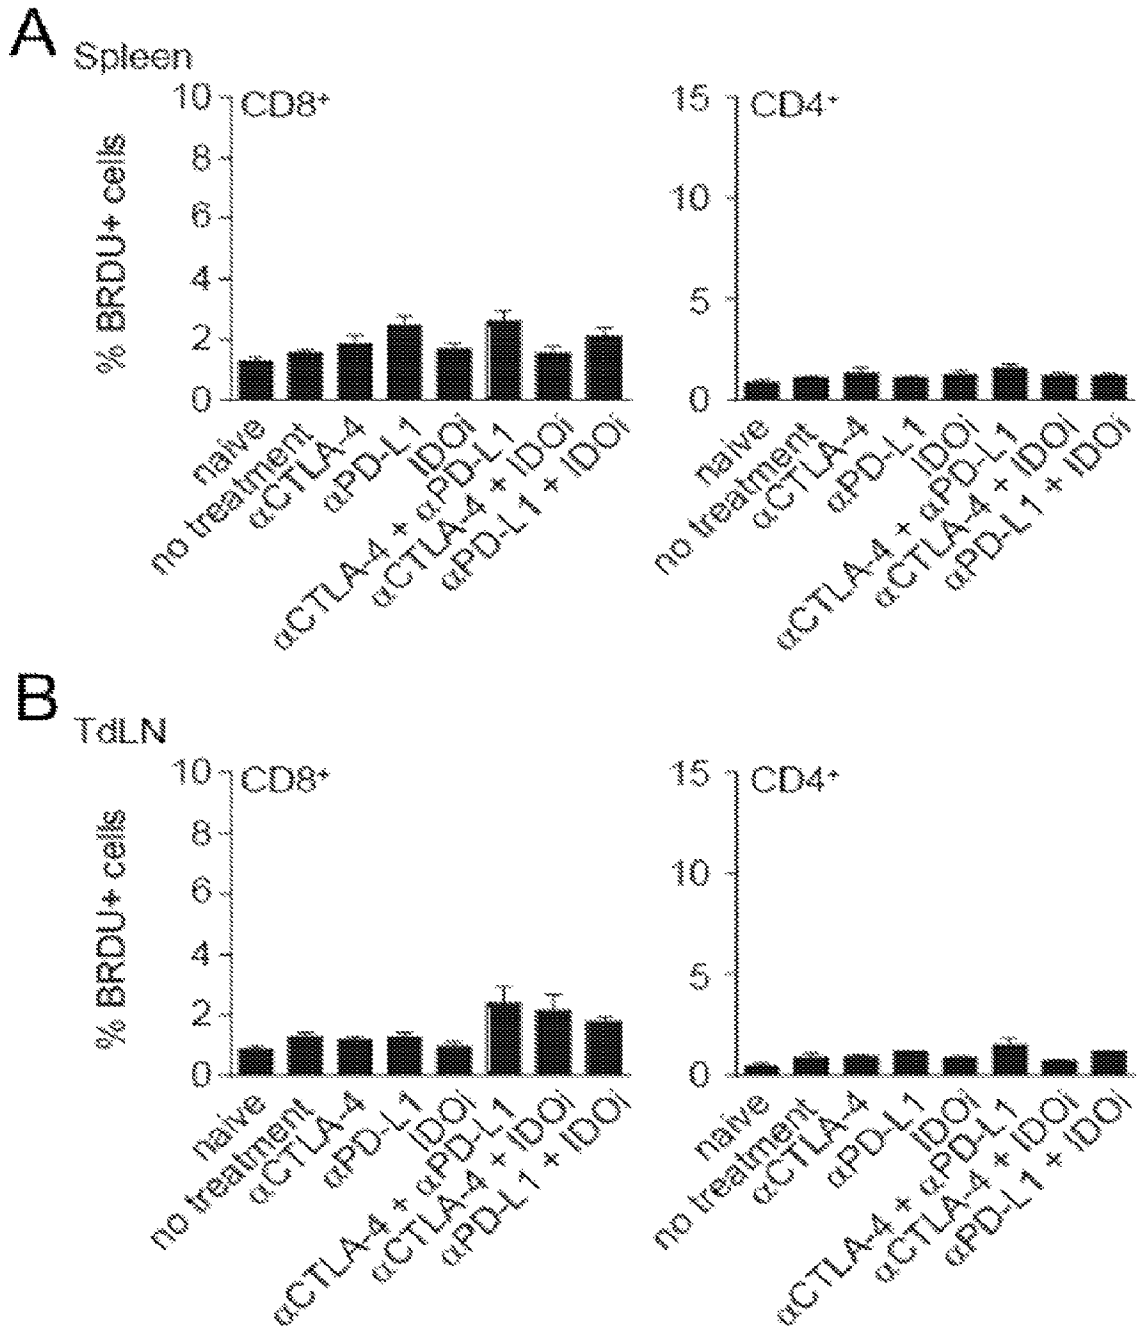 A
Spleen
% BRDU+ cells
10
8
6
4
2
0
CD8⁺
naive
no treatment
αCTLA-4
αPD-L1
IDOi
αCTLA-4 + αPD-L1
αCTLA-4 + IDOi
αPD-L1 + IDOi
15
10
5
0
CD4⁺
naive
no treatment
αCTLA-4
αPD-L1
IDOi
αCTLA-4 + αPD-L1
αCTLA-4 + IDOi
αPD-L1 + IDOi
B
TdLN
% BRDU+ cells
10
8
6
4
2
0
CD8⁺
naive
no treatment
αCTLA-4
αPD-L1
IDOi
αCTLA-4 + αPD-L1
αCTLA-4 + IDOi
αPD-L1 + IDOi
15
10
5
0
CD4⁺
naive
no treatment
αCTLA-4
αPD-L1
IDOi
αCTLA-4 + αPD-L1
αCTLA-4 + IDOi
αPD-L1 + IDOi